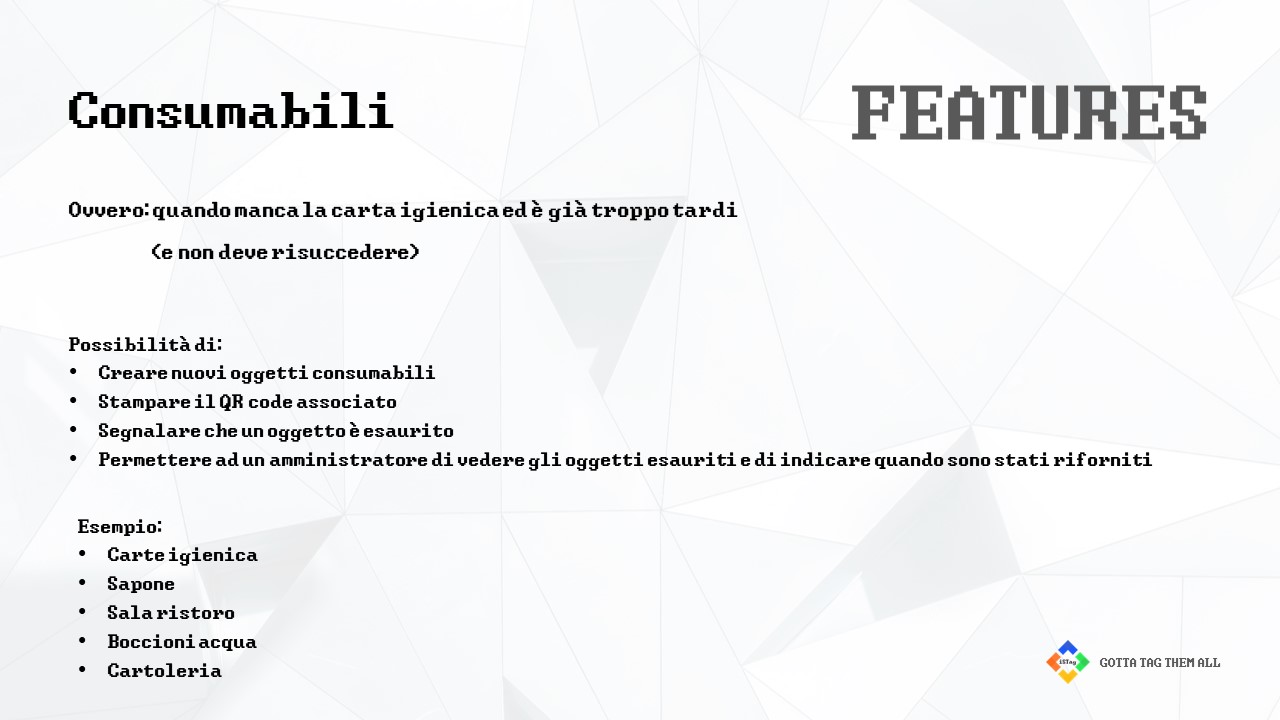 Consumabili
FEATURES
Ovvero: quando manca la carta igienica ed è già troppo tardi
(e non deve risuccedere)
Possibilità di:
• Creare nuovi oggetti consumabili
• Stampare il QR code associato
• Segnalare che un oggetto è esaurito
• Permettere ad un amministratore di vedere gli oggetti esauriti e di indicare quando sono stati riforniti
Esempio:
• Carte igienica
• Sapone
• Sala ristoro
• Boccioni acqua
• Cartoleria
GOTTA TAG THEM ALL